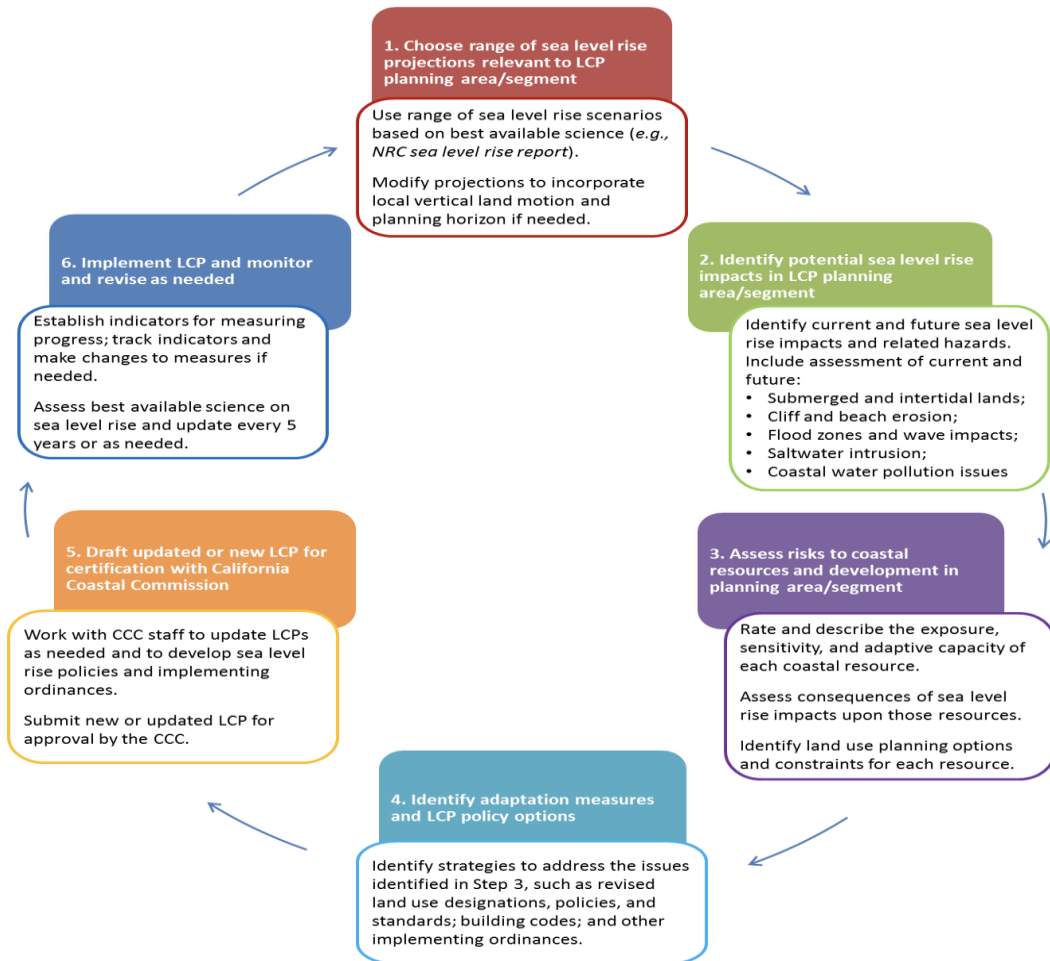 1. Choose range of sea level rise
projections relevant to LCP
planning area/segment
Use range of sea level rise scenarios
based on best available science (e.g.,
NRC sea level rise report).
Modify projections to incorporate
local vertical land motion and
planning horizon if needed.
2. Identify potential sea level rise
impacts in LCP planning
area/segment
Identify current and future sea level
rise impacts and related hazards.
Include assessment of current and
future:
• Submerged and intertidal lands;
• Cliff and beach erosion;
• Flood zones and wave impacts;
• Saltwater intrusion;
• Coastal water pollution issues
3. Assess risks to coastal
resources and development in
planning area/segment
Rate and describe the exposure,
sensitivity, and adaptive capacity of
each coastal resource.
Assess consequences of sea level
rise impacts upon those resources.
Identify land use planning options
and constraints for each resource.
4. Identify adaptation measures
and LCP policy options
Identify strategies to address the issues
identified in Step 3, such as revised
land use designations, policies, and
standards; building codes; and other
implementing ordinances.
5. Draft updated or new LCP for
certification with California
Coastal Commission
Work with CCC staff to update LCPs
as needed and to develop sea level
rise policies and implementing
ordinances.
Submit new or updated LCP for
approval by the CCC.
6. Implement LCP and monitor
and revise as needed
Establish indicators for measuring
progress; track indicators and
make changes to measures if
needed.
Assess best available science on
sea level rise and update every 5
years or as needed.